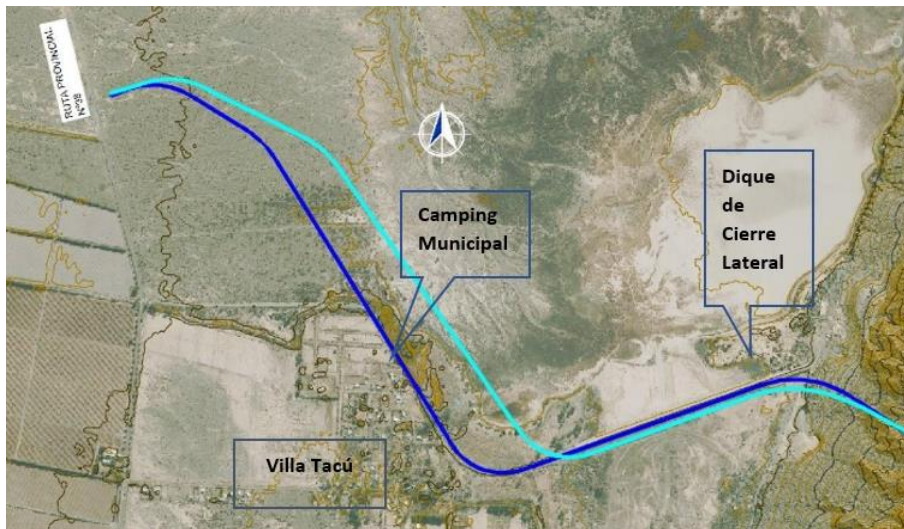 RUTA PROVINCIAL
Nº38
Camping
Municipal
Dique
de
Cierre
Lateral
Villa Tacú